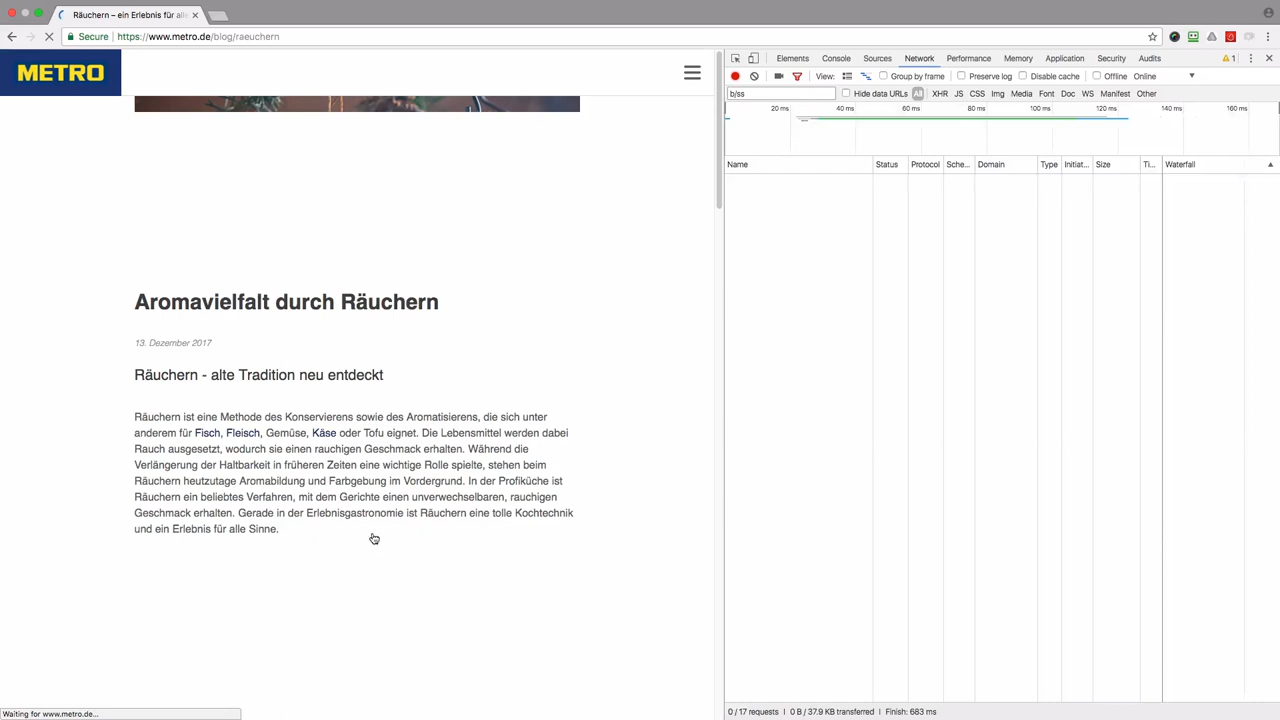 Räuchern – ein Erlebnis für alle
Secure
https://www.metro.de/blog/raeuchern
METRO
Aromavielfalt durch Räuchern
13. Dezember 2017
Räuchern - alte Tradition neu entdeckt
Räuchern ist eine Methode des Konservierens sowie des Aromatisierens, die sich unter
anderem für Fisch, Fleisch, Gemüse, Käse oder Tofu eignet. Die Lebensmittel werden dabei
Rauch ausgesetzt, wodurch sie einen rauchigen Geschmack erhalten. Während die
Verlängerung der Haltbarkeit in früheren Zeiten eine wichtige Rolle spielte, stehen beim
Räuchern heutzutage Aromabildung und Farbgebung im Vordergrund. In der Profiküche ist
Räuchern ein beliebtes Verfahren, mit dem Gerichte einen unverwechselbaren, rauchigen
Geschmack erhalten. Gerade in der Erlebnisgastronomie ist Räuchern eine tolle Kochtechnik
und ein Erlebnis für alle Sinne.
Waiting for www.metro.de...
Elements Console Sources Network Performance Memory Application Security Audits 1
View: Group by frame Preserve log Disable cache Offline Online
b/ss Hide data URLs All XHR JS CSS Img Media Font Doc WS Manifest Other
20 ms 40 ms 60 ms 80 ms 100 ms 120 ms 140 ms 160 ms
Name Status Protocol Sche... Domain Type Initiat... Size Ti... Waterfall
0 / 17 requests | 0 B / 37.9 KB transferred | Finish: 683 ms